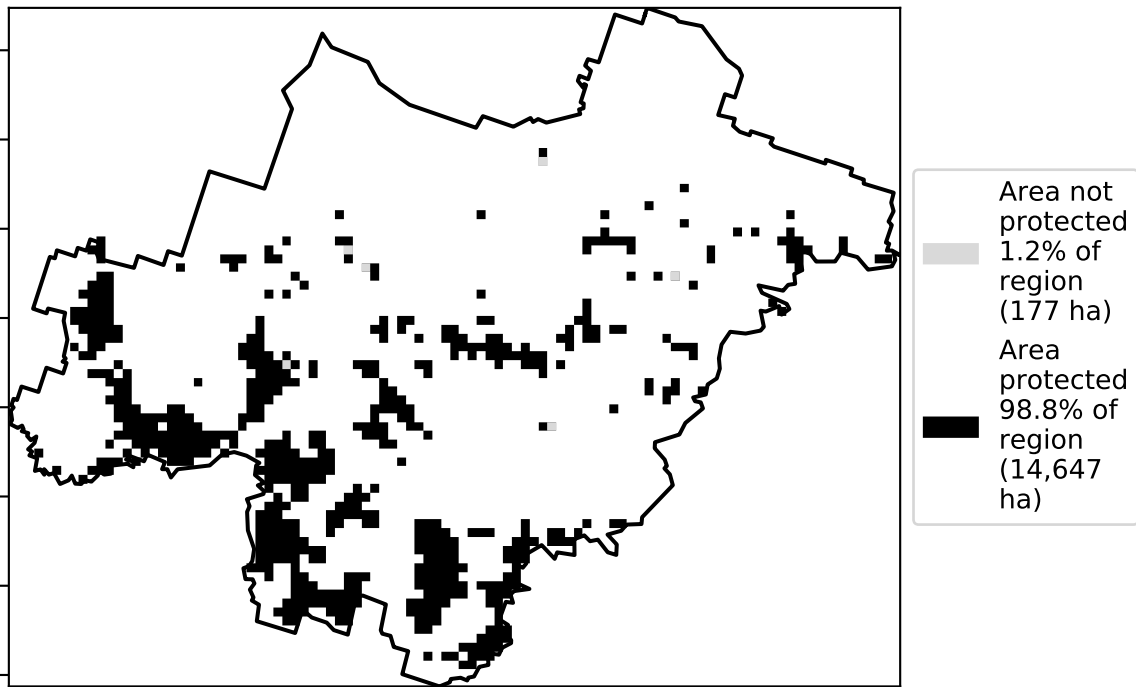 Area not
protected
1.2% of
region
(177 ha)
Area
protected
98.8% of
region
(14,647
ha)